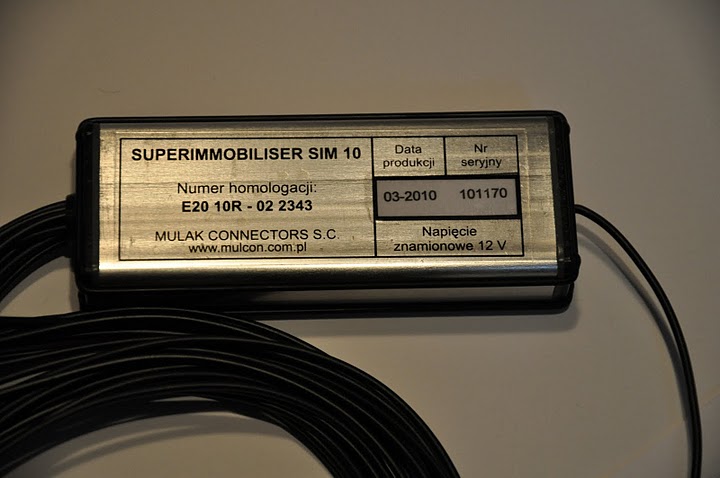 SUPERIMMOBILISER SIM 10
Numer homologacji:
E20 10R - 02 2343
MULAK CONNECTORS S.C.
www.mulcon.com.pl
Data
produkcji
Nr
seryjny
03-2010
101170
Napięcie
znamionowe 12 V